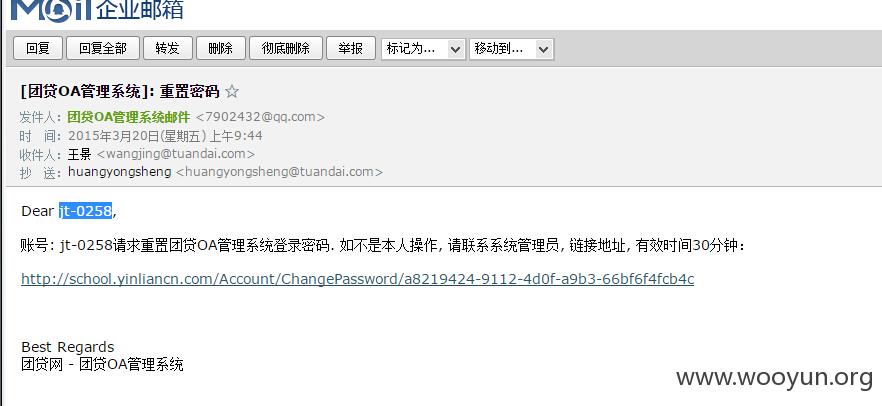 Mail 企业邮箱
回复 回复全部 转发 删除 彻底删除 举报 标记为... 移动到...
[团贷OA管理系统]: 重置密码 ☆
发件人: 团贷OA管理系统邮件 <7902432@qq.com>
时 间: 2015年3月20日(星期五) 上午9:44
收件人: 王景 <wangjing@tuandai.com>
抄 送: huangyongsheng <huangyongsheng@tuandai.com>
Dear jt-0258,
账号: jt-0258请求重置团贷OA管理系统登录密码. 如不是本人操作, 请联系系统管理员, 链接地址, 有效时间30分钟:
http://school.yinliancn.com/Account/ChangePassword/a8219424-9112-4d0f-a9b3-66bf6f4fcb4c
Best Regards
团贷网 - 团贷OA管理系统
www.wooyun.org